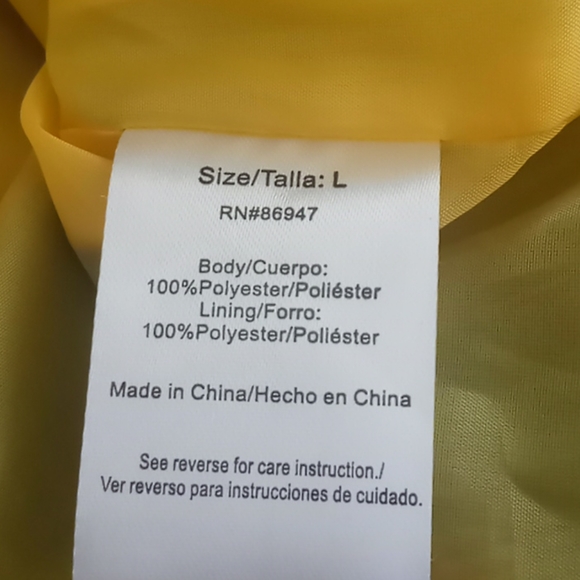 Size/Talla: L
RN#86947
Body/Cuerpo:
100%Polyester/Poliéster
Lining/Forro:
100%Polyester/Poliéster
Made in China/Hecho en China
See reverse for care instruction./
Ver reverso para instrucciones de cuidado.